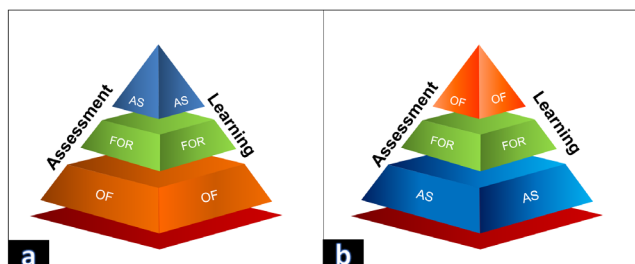 Assessment
Learning
AS AS
FOR FOR
OF OF
a
Assessment
Learning
OF OF
FOR FOR
AS AS
b